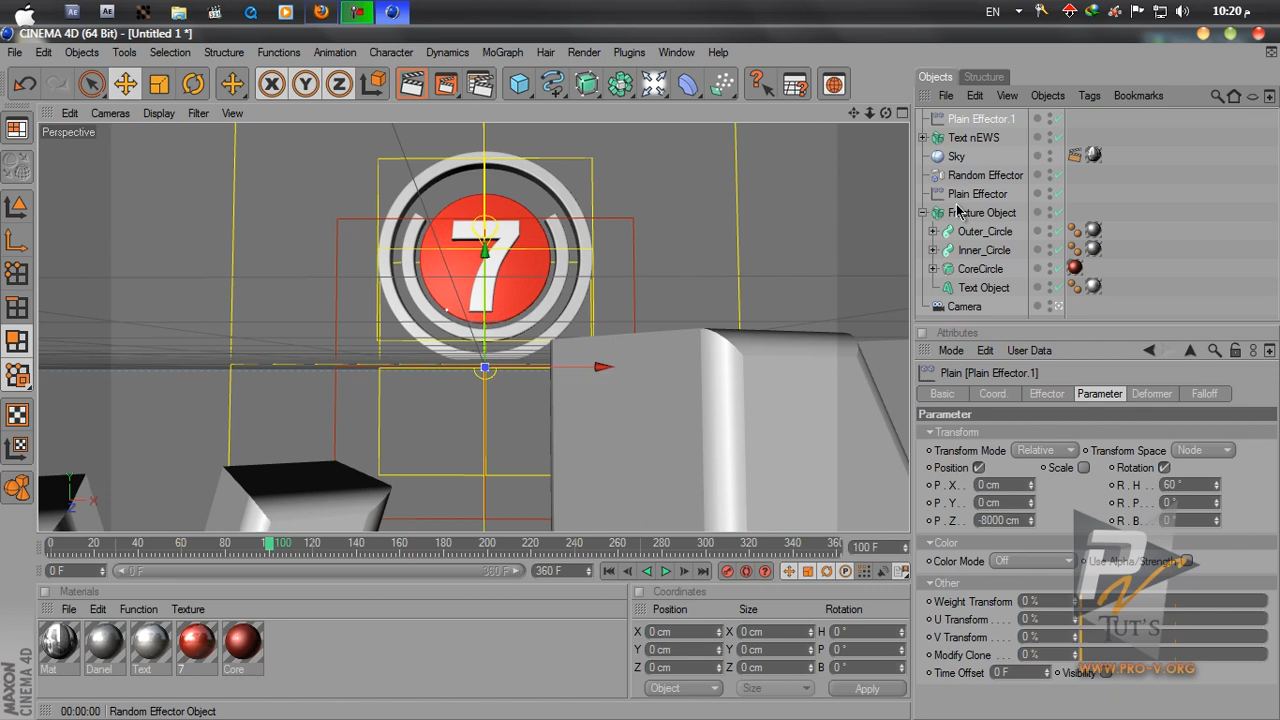 EN
10:20 م
CINEMA 4D (64 Bit) - [Untitled 1 *]
File Edit Objects Tools Selection Structure Functions Animation Character Dynamics MoGraph Hair Render Plugins Window Help
Objects Structure
File Edit View Objects Tags Bookmarks
Edit Cameras Display Filter View
Perspective
7
Plain Effector.1
Text nEWS
Sky
Random Effector
Plain Effector
Fracture Object
Outer_Circle
Inner_Circle
CoreCircle
Text Object
Camera
Attributes
Mode Edit User Data
Plain [Plain Effector.1]
Basic Coord. Effector Parameter Deformer Falloff
Parameter
Transform
Transform Mode Relative Transform Space Node
Position Scale Rotation
P . X . . . 0 cm R . H . . 60 °
P . Y . . . 0 cm R . P . . 0 °
P . Z . . . -8000 cm R . B . . 0 °
Color
Color Mode Off Use Alpha/Strength
Other
Weight Transform 0 %
U Transform . . . . 0 %
V Transform . . . . 0 %
Modify Clone . . . 0 %
Time Offset 0 F Visibility
PV
TUT'S
WWW.PRO-V.ORG
0 20 40 60 80 100 120 140 160 180 200 220 240 260 280 300 320 340 36 100 F
0 F 0 F 360 F 360 F
Materials
File Edit Function Texture
Mat Danel Text 7 Core
Coordinates
Position Size Rotation
X 0 cm X 0 cm H 0 °
Y 0 cm Y 0 cm P 0 °
Z 0 cm Z 0 cm B 0 °
Object Size Apply
MAXON
CINEMA 4D
00:00:00 Random Effector Object